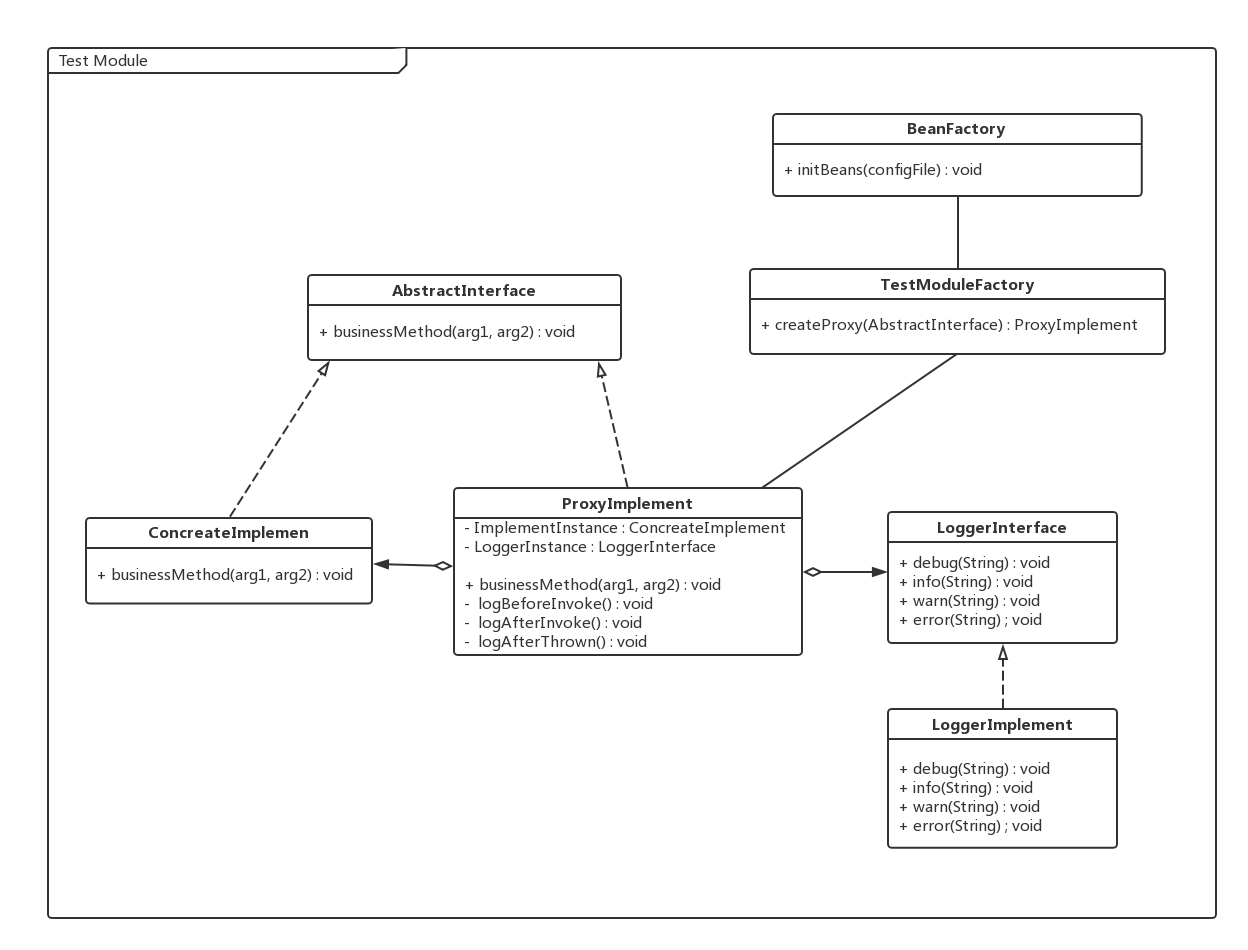 Test Module
BeanFactory
+ initBeans(configFile) : void
AbstractInterface
+ businessMethod(arg1, arg2) : void
TestModuleFactory
+ createProxy(AbstractInterface) : ProxyImplement
ConcreateImplemen
+ businessMethod(arg1, arg2) : void
ProxyImplement
- ImplementInstance : ConcreateImplement
- LoggerInstance : LoggerInterface
+ businessMethod(arg1, arg2) : void
- logBeforeInvoke() : void
- logAfterInvoke() : void
- logAfterThrown() : void
LoggerInterface
+ debug(String) : void
+ info(String) : void
+ warn(String) : void
+ error(String) ; void
LoggerImplement
+ debug(String) : void
+ info(String) : void
+ warn(String) : void
+ error(String) ; void